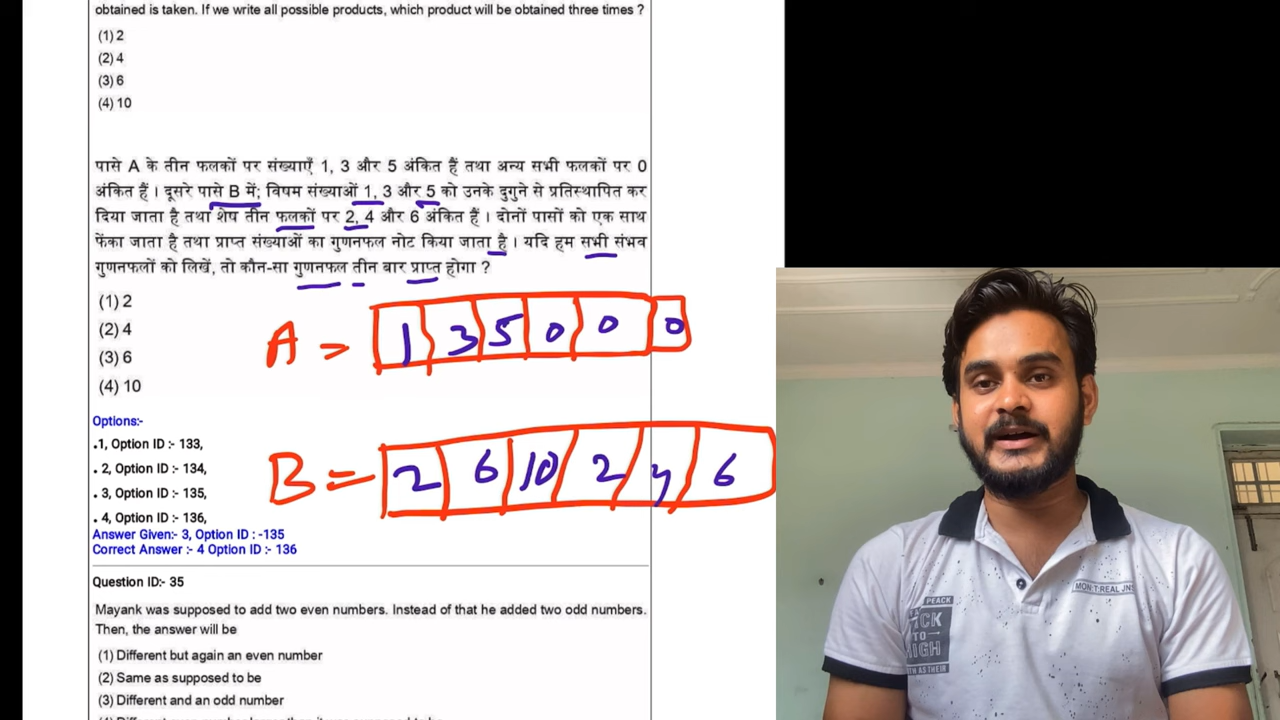 obtained is taken. If we write all possible products, which product will be obtained three times ?
(1) 2
(2) 4
(3) 6
(4) 10
पासे A के तीन फलकों पर संख्याएँ 1, 3 और 5 अंकित हैं तथा अन्य सभी फलकों पर 0
अंकित हैं । दूसरे पासे B में; विषम संख्याओं 1, 3 और 5 को उनके दुगुने से प्रतिस्थापित कर
दिया जाता है तथा शेष तीन फलकों पर 2, 4 और 6 अंकित हैं । दोनों पासों को एक साथ
फेंका जाता है तथा प्राप्त संख्याओं का गुणनफल नोट किया जाता है । यदि हम सभी संभव
गुणनफलों को लिखें, तो कौन-सा गुणनफल तीन बार प्राप्त होगा ?
(1) 2
(2) 4
(3) 6
(4) 10
A = 1 3 5 0 0 0
B = 2 6 10 2 4 6
Options:-
.1, Option ID :- 133,
. 2, Option ID :- 134,
. 3, Option ID :- 135,
. 4, Option ID :- 136,
Answer Given:- 3, Option ID : -135
Correct Answer :- 4 Option ID :- 136
Question ID:- 35
Mayank was supposed to add two even numbers. Instead of that he added two odd numbers.
Then, the answer will be
(1) Different but again an even number
(2) Same as supposed to be
(3) Different and an odd number
PEACK
TO
HIGH
MON:T:REAL JNS